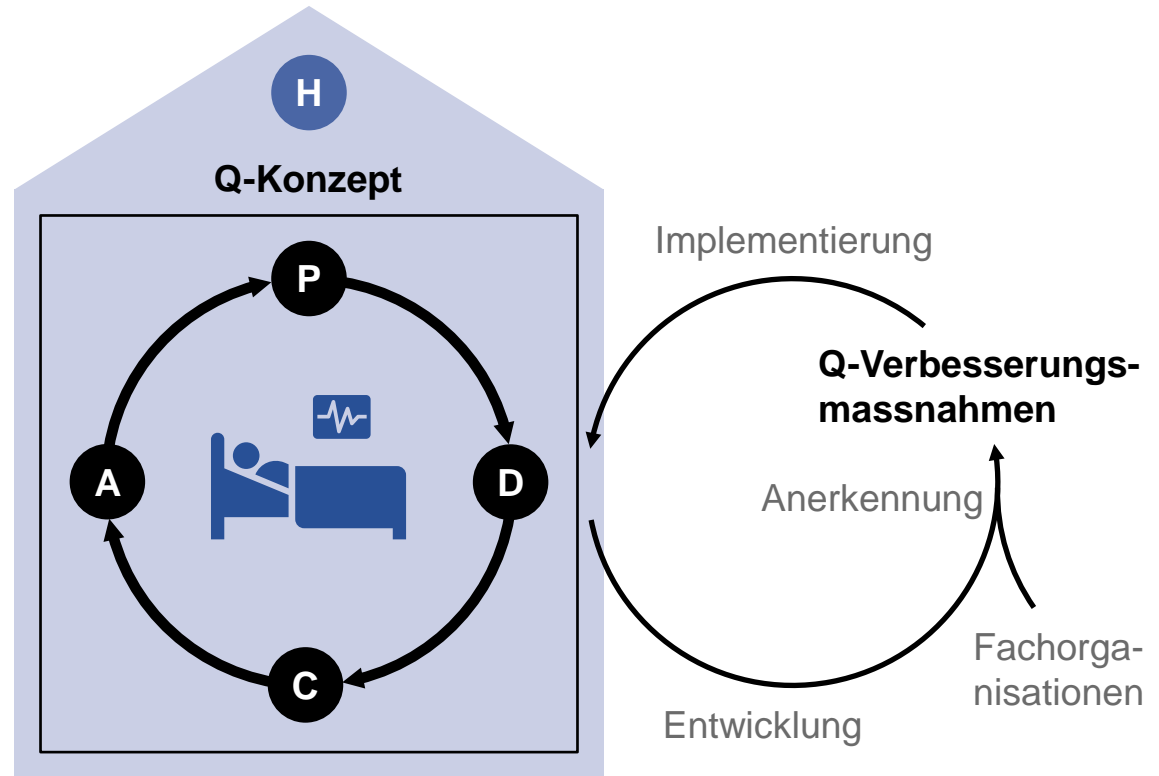 H
Q-Konzept
P
A
D
C
Implementierung
Q-Verbesserungs-
massnahmen
Anerkennung
Fachorga-
nisationen
Entwicklung